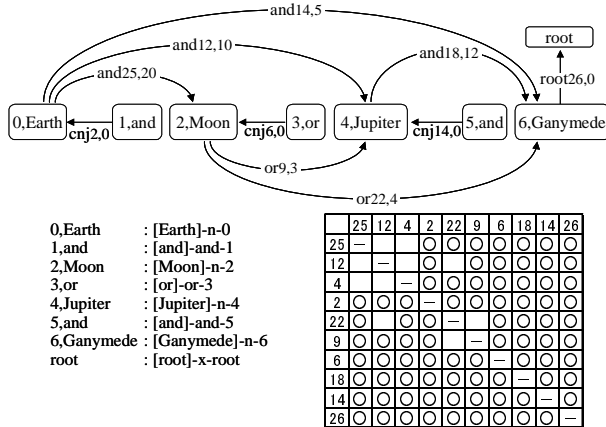 and14,5
and12,10
and18,12
and25,20
root
root26,0
0,Earth
1,and
2,Moon
3,or
4,Jupiter
5,and
6,Ganymede
cnj2,0
cnj6,0
cnj14,0
or9,3
or22,4
0,Earth : [Earth]-n-0
1,and : [and]-and-1
2,Moon : [Moon]-n-2
3,or : [or]-or-3
4,Jupiter : [Jupiter]-n-4
5,and : [and]-and-5
6,Ganymede : [Ganymede]-n-6
root : [root]-x-root
25 12 4 2 22 9 6 18 14 26
25 — ○ ○ ○ ○ ○ ○ ○
12 — ○ ○ ○ ○ ○ ○
4 — ○ ○ ○ ○ ○ ○ ○
2 ○ ○ ○ — ○ ○ ○ ○ ○ ○
22 ○ ○ ○ — ○ ○ ○ ○
9 ○ ○ ○ ○ — ○ ○ ○ ○
6 ○ ○ ○ ○ ○ ○ — ○ ○ ○
18 ○ ○ ○ ○ ○ ○ ○ — ○ ○
14 ○ ○ ○ ○ ○ ○ ○ ○ — ○
26 ○ ○ ○ ○ ○ ○ ○ ○ ○ —